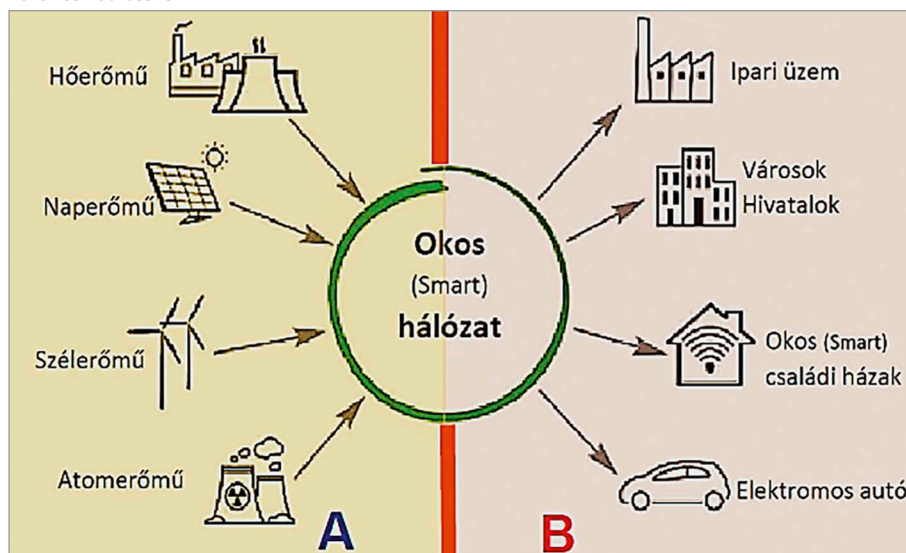 Hőerőmű
Naperőmű
Szélerőmű
Atomerőmű
A
Okos
(Smart)
hálózat
Ipari üzem
Városok
Hivatalok
Okos (Smart)
családi házak
Elektromos autó
B